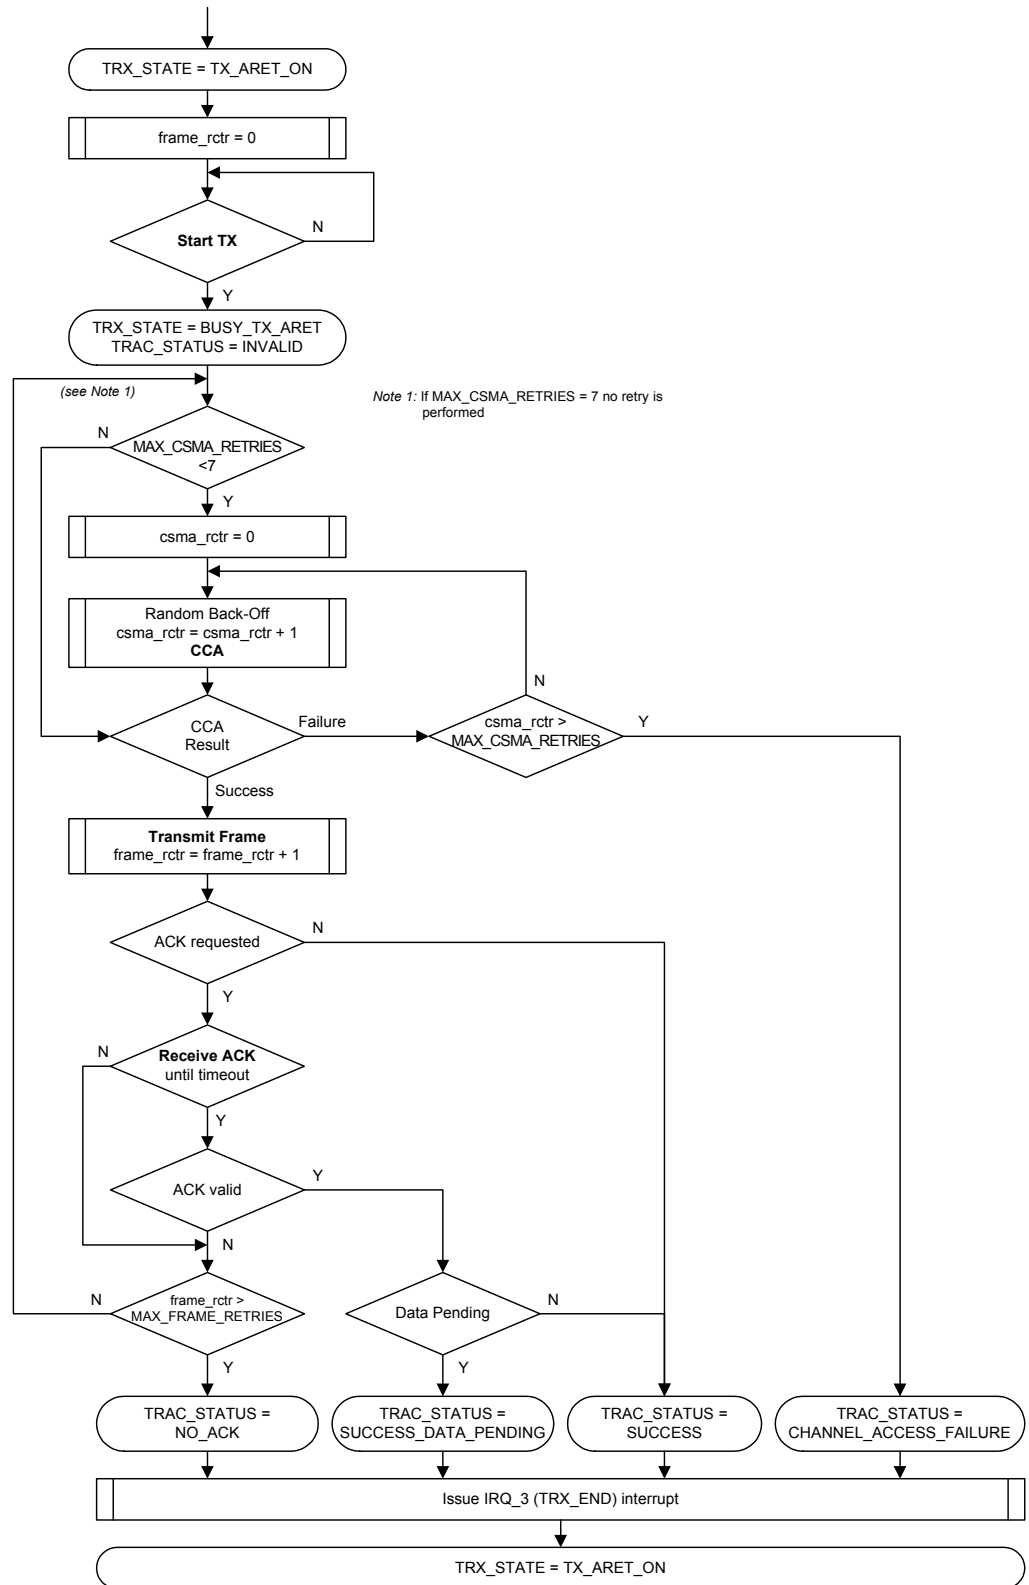 TRX_STATE = TX_ARET_ON
frame_rctr = 0
N
Start TX
Y
TRX_STATE = BUSY_TX_ARET
TRAC_STATUS = INVALID
(see Note 1)
Note 1: If MAX_CSMA_RETRIES = 7 no retry is
performed
N
MAX_CSMA_RETRIES
<7
Y
csma_rctr = 0
Random Back-Off
csma_rctr = csma_rctr + 1
CCA
N
CCA
Result
Failure
csma_rctr >
MAX_CSMA_RETRIES
Y
Success
Transmit Frame
frame_rctr = frame_rctr + 1
ACK requested
N
Y
N
Receive ACK
until timeout
Y
ACK valid
Y
N
N
frame_rctr >
MAX_FRAME_RETRIES
Data Pending
N
Y
Y
TRAC_STATUS =
NO_ACK
TRAC_STATUS =
SUCCESS_DATA_PENDING
TRAC_STATUS =
SUCCESS
TRAC_STATUS =
CHANNEL_ACCESS_FAILURE
Issue IRQ_3 (TRX_END) interrupt
TRX_STATE = TX_ARET_ON